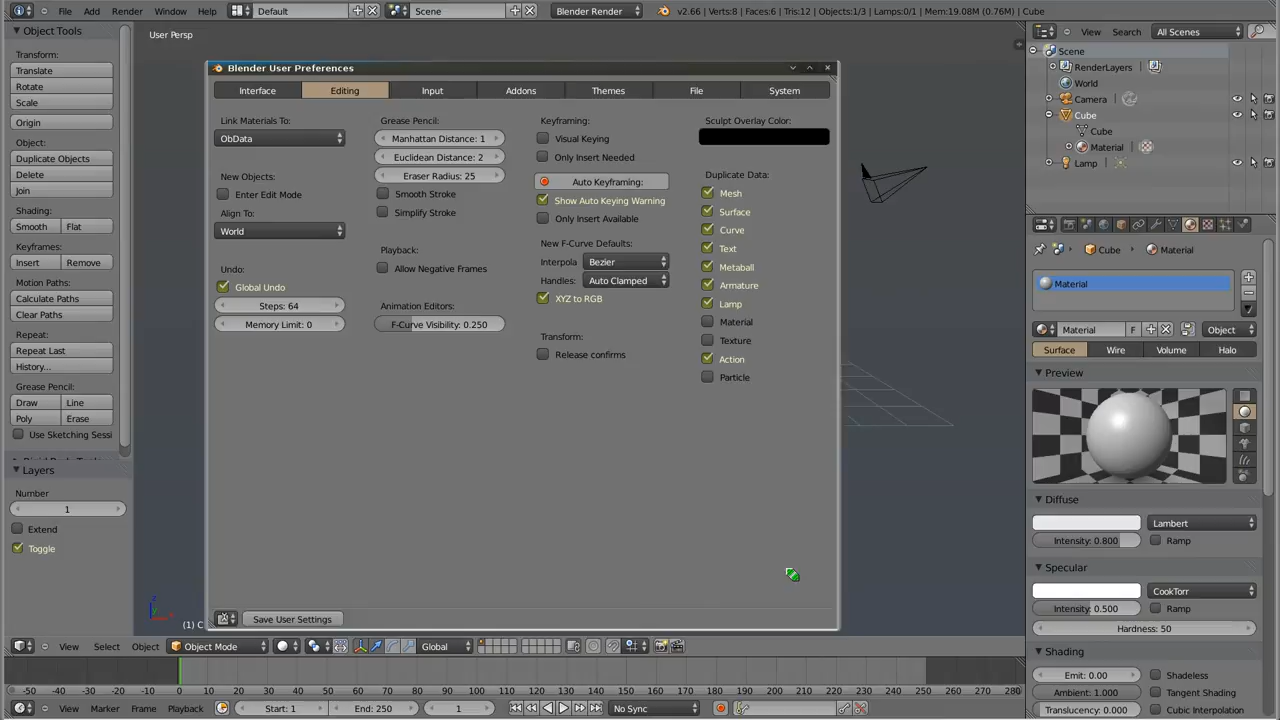 File Add Render Window Help Default Scene Blender Render v2.66 | Verts:8 | Faces:6 | Tris:12 | Objects:1/3 | Lamps:0/1 | Mem:19.08M (0.76M) | Cube
Object Tools
Transform:
Translate
Rotate
Scale
Origin
Object:
Duplicate Objects
Delete
Join
Shading:
Smooth Flat
Keyframes:
Insert Remove
Motion Paths:
Calculate Paths
Clear Paths
Repeat:
Repeat Last
History...
Grease Pencil:
Draw Line
Poly Erase
Use Sketching Sessi
Layers
Number
1
Extend
Toggle
User Persp
Blender User Preferences
Interface Editing Input Addons Themes File System
Link Materials To:
ObData
New Objects:
Enter Edit Mode
Align To:
World
Undo:
Global Undo
Steps: 64
Memory Limit: 0
Grease Pencil:
Manhattan Distance: 1
Euclidean Distance: 2
Eraser Radius: 25
Smooth Stroke
Simplify Stroke
Playback:
Allow Negative Frames
Animation Editors:
F-Curve Visibility: 0.250
Keyframing:
Visual Keying
Only Insert Needed
Auto Keyframing:
Show Auto Keying Warning
Only Insert Available
New F-Curve Defaults:
Interpola Bezier
Handles: Auto Clamped
XYZ to RGB
Transform:
Release confirms
Sculpt Overlay Color:
Duplicate Data:
Mesh
Surface
Curve
Text
Metaball
Armature
Lamp
Material
Texture
Action
Particle
Save User Settings
z
(1) C
View Select Object Object Mode Global
-50 -40 -30 -20 -10 0 10 20 30 40 50 60 70 80 90 100 110 120 130 140 150 160 170 180 190 200 210 220 230 240 250 260 270 280
View Marker Frame Playback Start: 1 End: 250 1 No Sync
View Search All Scenes
Scene
RenderLayers
World
Camera
Cube
Cube
Material
Lamp
Cube Material
Material
Material F Object
Surface Wire Volume Halo
Preview
Diffuse
Lambert
Intensity: 0.800 Ramp
Specular
CookTorr
Intensity: 0.500 Ramp
Hardness: 50
Shading
Emit: 0.00 Shadeless
Ambient: 1.000 Tangent Shading
Translucency: 0.000 Cubic Interpolation